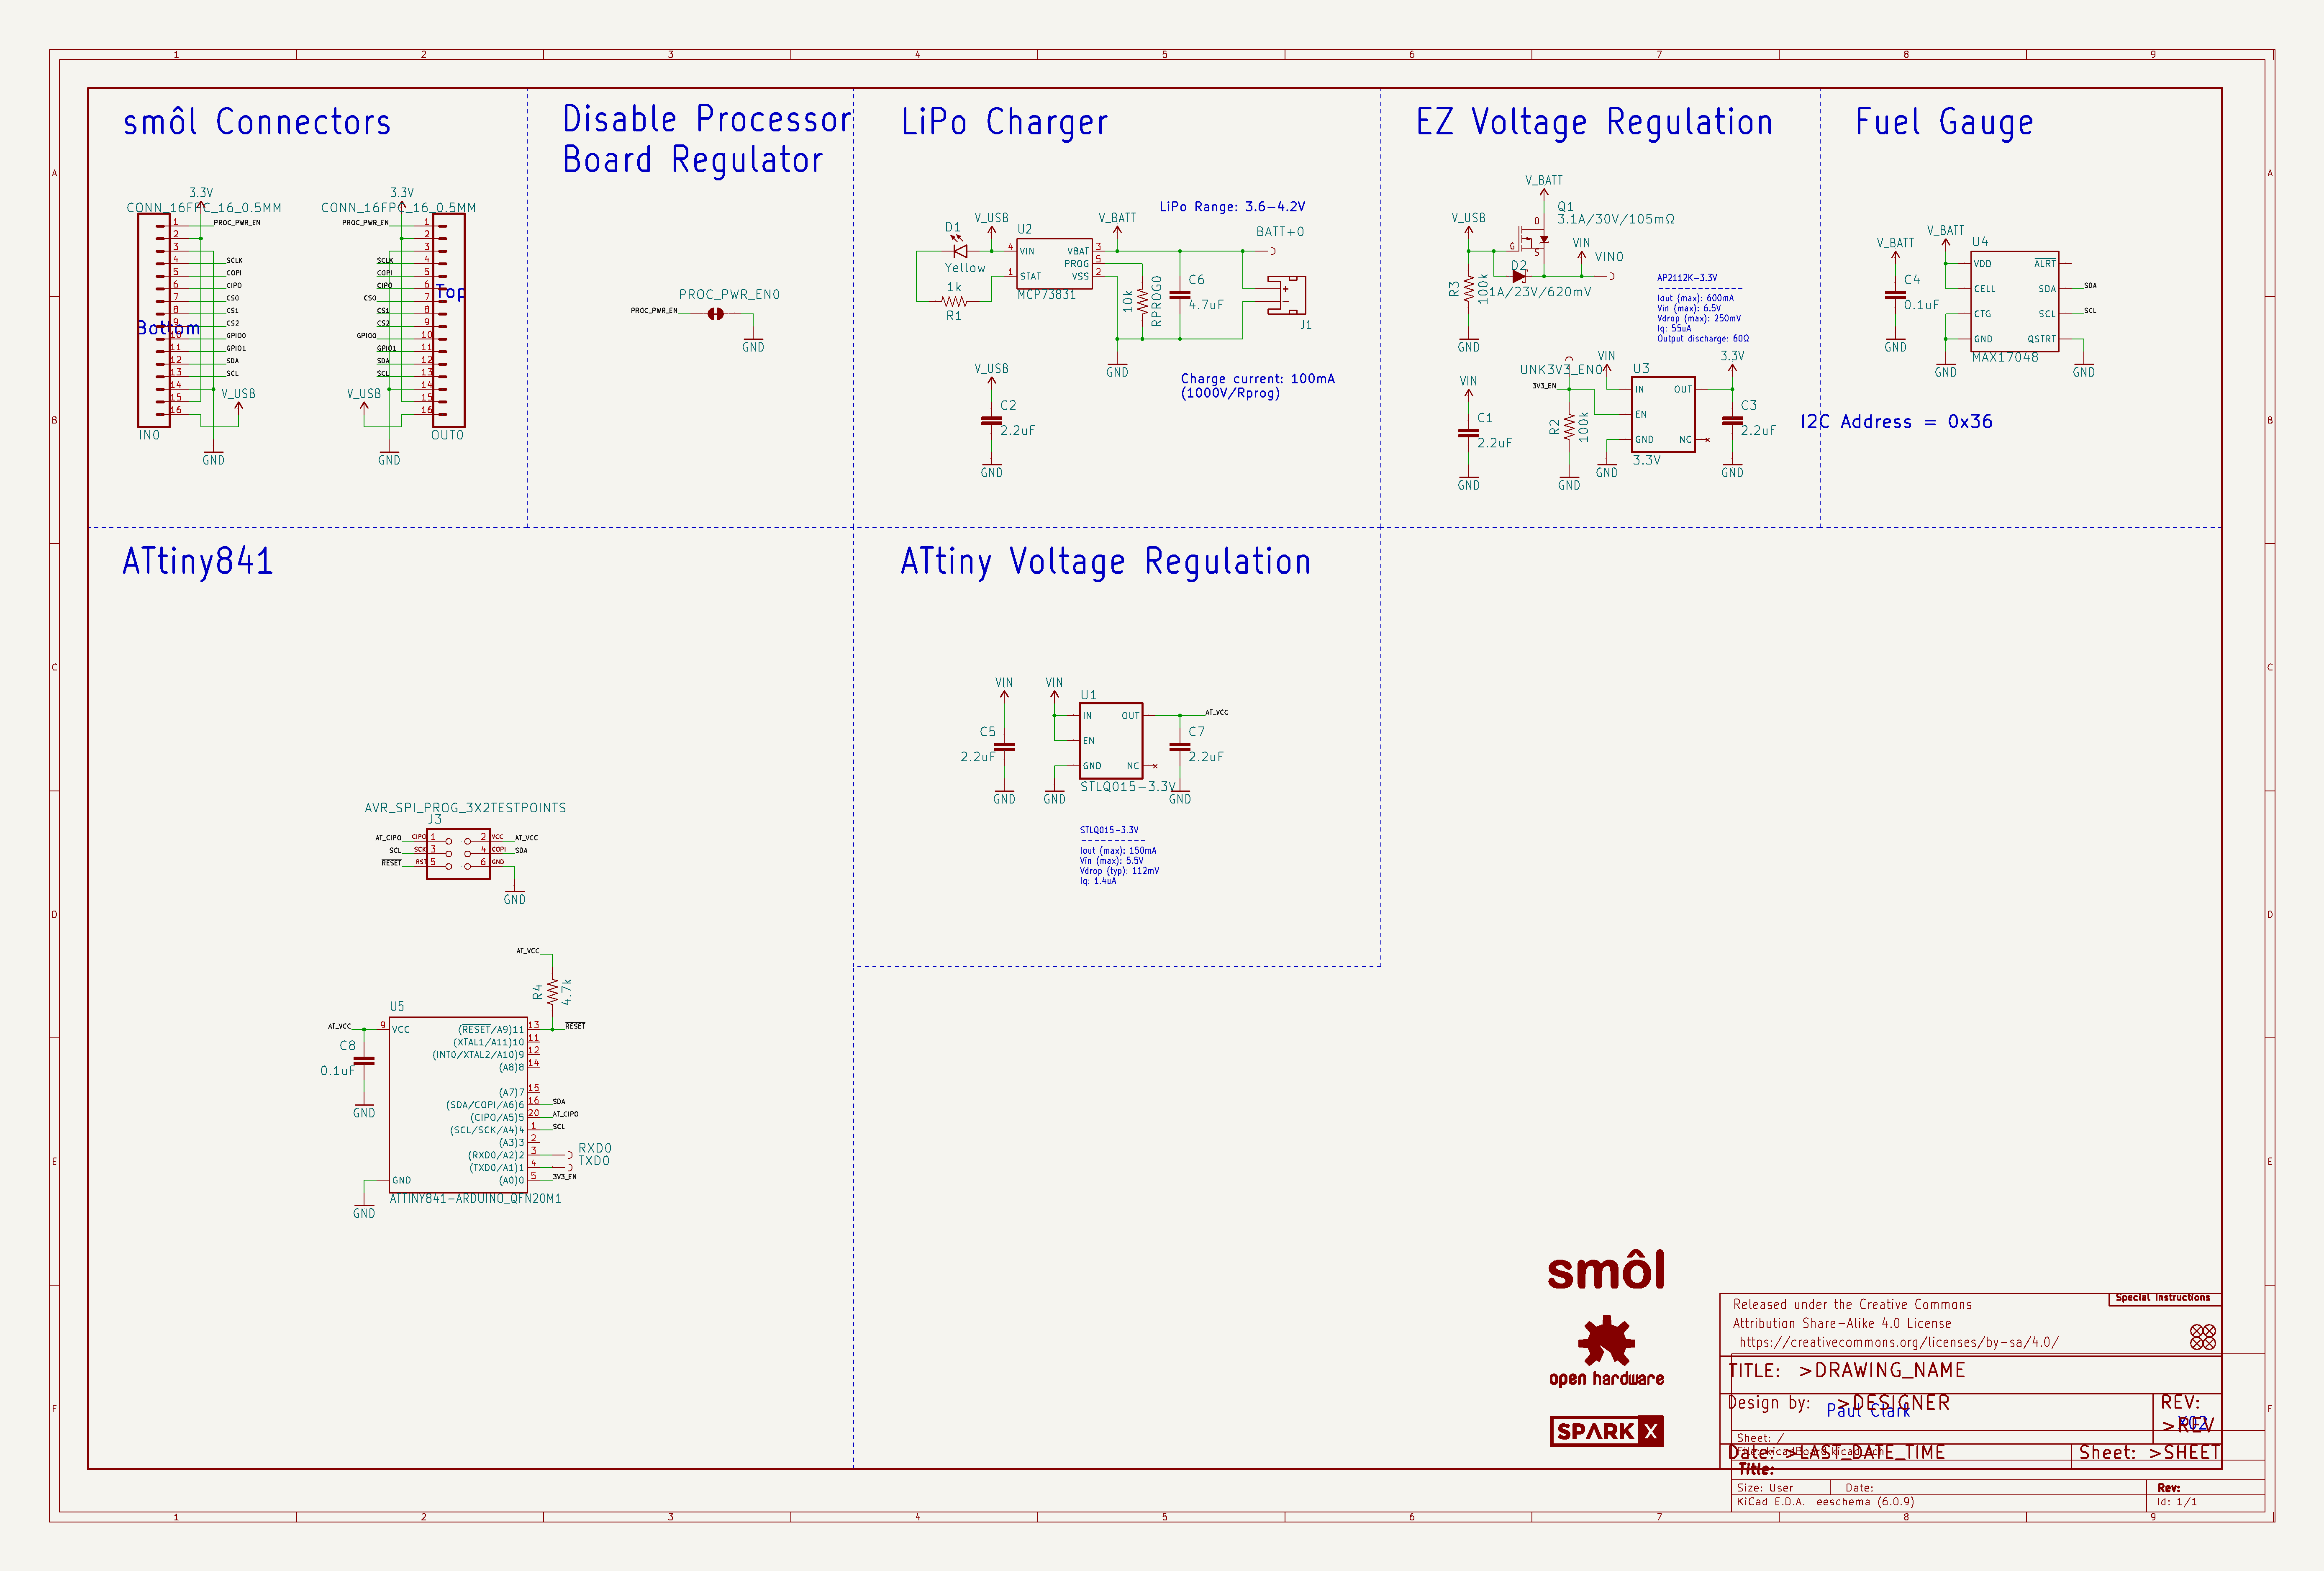 1 2 3 4 5 6 7 8 9
A
B
C
D
E
F
smôl Connectors
3.3V
CONN_16FPC_16_0.5MM
1 PROC_PWR_EN
2
3
4 SCLK
5 COPI
6 CIPO
7 CS0
8 CS1
9 CS2
10 GPIO0
11 GPIO1
12 SDA
13 SCL
14
15
16
Bottom
V_USB
IN0
GND
3.3V
CONN_16FPC_16_0.5MM
PROC_PWR_EN 1
2
3
SCLK 4
COPI 5
CIPO 6
CS0 7
CS1 8
CS2 9
GPIO0 10
GPIO1 11
SDA 12
SCL 13
14
15
16
Top
V_USB
OUT0
GND
Disable Processor
Board Regulator
PROC_PWR_EN0
PROC_PWR_EN
GND
LiPo Charger
LiPo Range: 3.6-4.2V
V_USB
V_BATT
BATT+0
D1
Yellow
1k
R1
U2
4 VIN VBAT 3
PROG 5
1 STAT VSS 2
MCP73831
10k
RPROG0
C6
4.7uF
+
-
J1
GND
V_USB
C2
2.2uF
GND
Charge current: 100mA
(1000V/Rprog)
EZ Voltage Regulation
V_BATT
V_USB
Q1
3.1A/30V/105mΩ
D
G
S
VIN
VIN0
D2
1A/23V/620mV
R3
100k
GND
AP2112K-3.3V
Iout (max): 600mA
Vin (max): 6.5V
Vdrop (max): 250mV
Iq: 55uA
Output discharge: 60Ω
VIN
C1
2.2uF
GND
UNK3V3_EN0
3V3_EN
R2
100k
GND
VIN
U3
IN OUT
EN
GND NC
3.3V
GND
3.3V
C3
2.2uF
GND
Fuel Gauge
V_BATT
C4
0.1uF
GND
V_BATT
U4
VDD ALRT
CELL SDA SDA
CTG SCL SCL
GND QSTRT
MAX17048
GND
GND
I2C Address = 0x36
ATtiny841
AVR_SPI_PROG_3X2TESTPOINTS
J3
AT_CIPO CIPO 1 2 VCC AT_VCC
SCL SCK 3 4 COPI SDA
RESET RST 5 6 GND
GND
AT_VCC
R4
4.7k
U5
AT_VCC 9 VCC
C8
0.1uF
GND
(RESET/A9)11 13 RESET
(XTAL1/A11)10 11
(INT0/XTAL2/A10)9 12
(A8)8 14
(A7)7 15
(SDA/COPI/A6)6 16 SDA
(CIPO/A5)5 20 AT_CIPO
(SCL/SCK/A4)4 1 SCL
(A3)3 2
(RXD0/A2)2 3 RXD0
(TXD0/A1)1 4 TXD0
GND (A0)0 5 3V3_EN
ATTINY841-ARDUINO_QFN20M1
GND
ATtiny Voltage Regulation
VIN
C5
2.2uF
GND
VIN
U1
IN OUT
EN
GND NC
STLQ015-3.3V
GND
AT_VCC
C7
2.2uF
GND
STLQ015-3.3V
Iout (max): 150mA
Vin (max): 5.5V
Vdrop (typ): 112mV
Iq: 1.4uA
smôl
open hardware
SPARK X
Special Instructions
Released under the Creative Commons
Attribution Share-Alike 4.0 License
https://creativecommons.org/licenses/by-sa/4.0/
TITLE: >DRAWING_NAME
Design by: >DESIGNER
Paul Clark
REV:
>REV
V02
Sheet: /
File: kicadBoard.kicad_sch
Date: >LAST_DATE_TIME
Sheet: >SHEET
Title:
Size: User Date: Rev:
KiCad E.D.A. eeschema (6.0.9) Id: 1/1
A
B
C
D
E
F
1 2 3 4 5 6 7 8 9